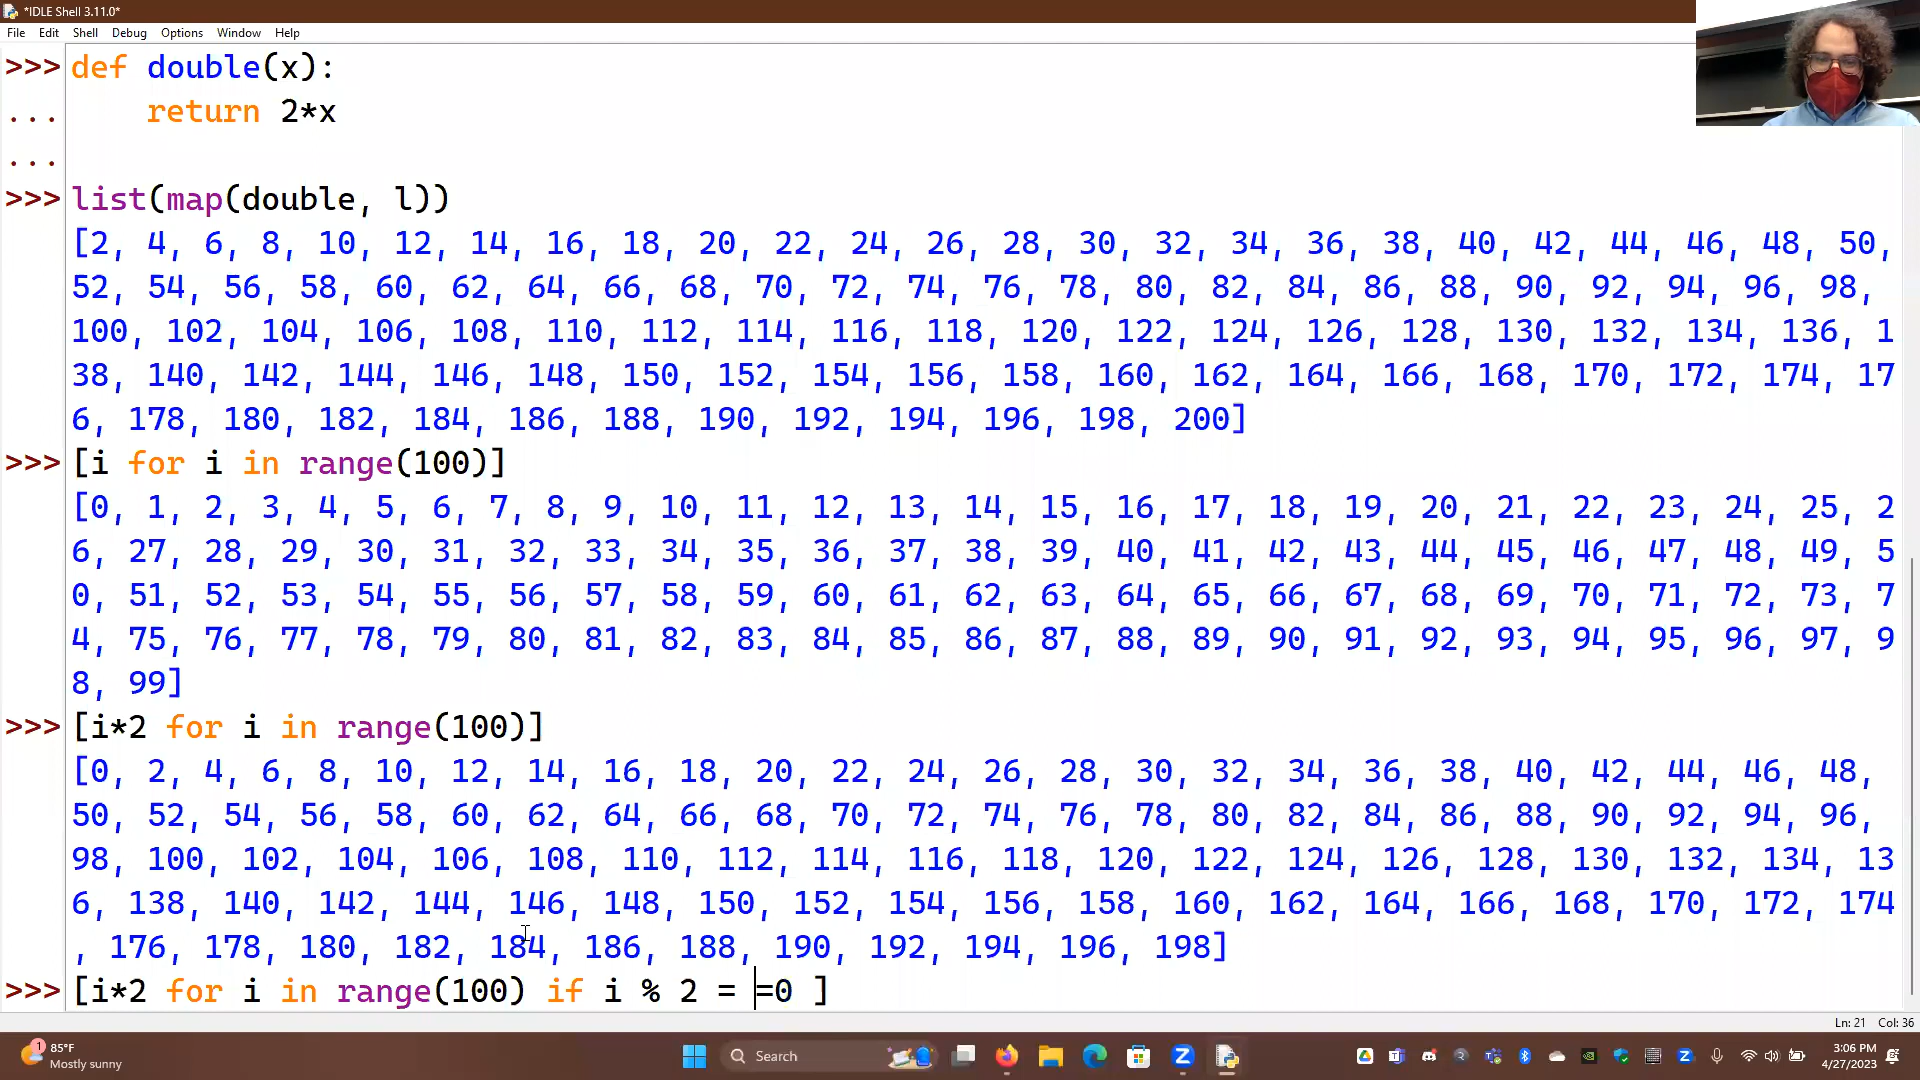 *IDLE Shell 3.11.0*
File Edit Shell Debug Options Window Help
>>> def double(x):
...     return 2*x
...
>>> list(map(double, l))
[2, 4, 6, 8, 10, 12, 14, 16, 18, 20, 22, 24, 26, 28, 30, 32, 34, 36, 38, 40, 42, 44, 46, 48, 50,
52, 54, 56, 58, 60, 62, 64, 66, 68, 70, 72, 74, 76, 78, 80, 82, 84, 86, 88, 90, 92, 94, 96, 98,
100, 102, 104, 106, 108, 110, 112, 114, 116, 118, 120, 122, 124, 126, 128, 130, 132, 134, 136, 1
38, 140, 142, 144, 146, 148, 150, 152, 154, 156, 158, 160, 162, 164, 166, 168, 170, 172, 174, 17
6, 178, 180, 182, 184, 186, 188, 190, 192, 194, 196, 198, 200]
>>> [i for i in range(100)]
[0, 1, 2, 3, 4, 5, 6, 7, 8, 9, 10, 11, 12, 13, 14, 15, 16, 17, 18, 19, 20, 21, 22, 23, 24, 25, 2
6, 27, 28, 29, 30, 31, 32, 33, 34, 35, 36, 37, 38, 39, 40, 41, 42, 43, 44, 45, 46, 47, 48, 49, 5
0, 51, 52, 53, 54, 55, 56, 57, 58, 59, 60, 61, 62, 63, 64, 65, 66, 67, 68, 69, 70, 71, 72, 73, 7
4, 75, 76, 77, 78, 79, 80, 81, 82, 83, 84, 85, 86, 87, 88, 89, 90, 91, 92, 93, 94, 95, 96, 97, 9
8, 99]
>>> [i*2 for i in range(100)]
[0, 2, 4, 6, 8, 10, 12, 14, 16, 18, 20, 22, 24, 26, 28, 30, 32, 34, 36, 38, 40, 42, 44, 46, 48,
50, 52, 54, 56, 58, 60, 62, 64, 66, 68, 70, 72, 74, 76, 78, 80, 82, 84, 86, 88, 90, 92, 94, 96,
98, 100, 102, 104, 106, 108, 110, 112, 114, 116, 118, 120, 122, 124, 126, 128, 130, 132, 134, 13
6, 138, 140, 142, 144, 146, 148, 150, 152, 154, 156, 158, 160, 162, 164, 166, 168, 170, 172, 174
, 176, 178, 180, 182, 184, 186, 188, 190, 192, 194, 196, 198]
>>> [i*2 for i in range(100) if i % 2 = =0 ]
Ln: 21 Col: 36
1 85°F
Mostly sunny
Search
3:06 PM
4/27/2023